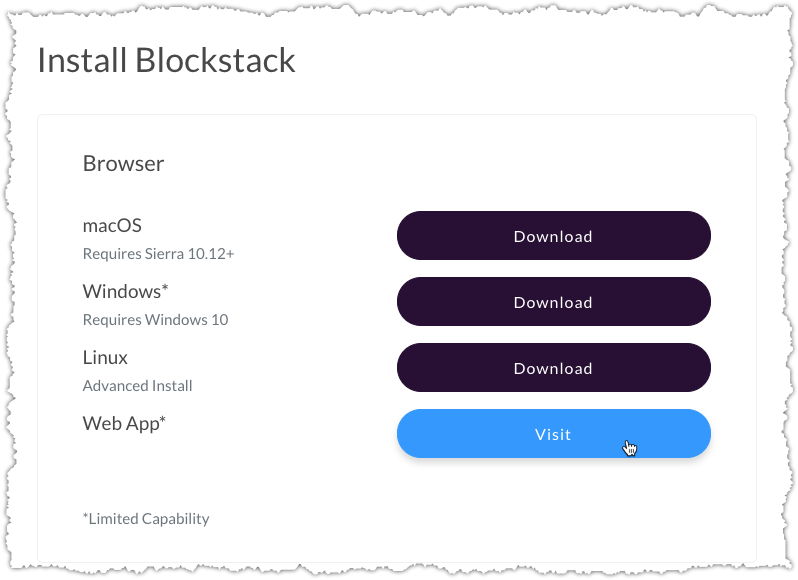 Install Blockstack
Browser
macOS
Requires Sierra 10.12+
Download
Windows*
Requires Windows 10
Download
Linux
Advanced Install
Download
Web App*
Visit
*Limited Capability